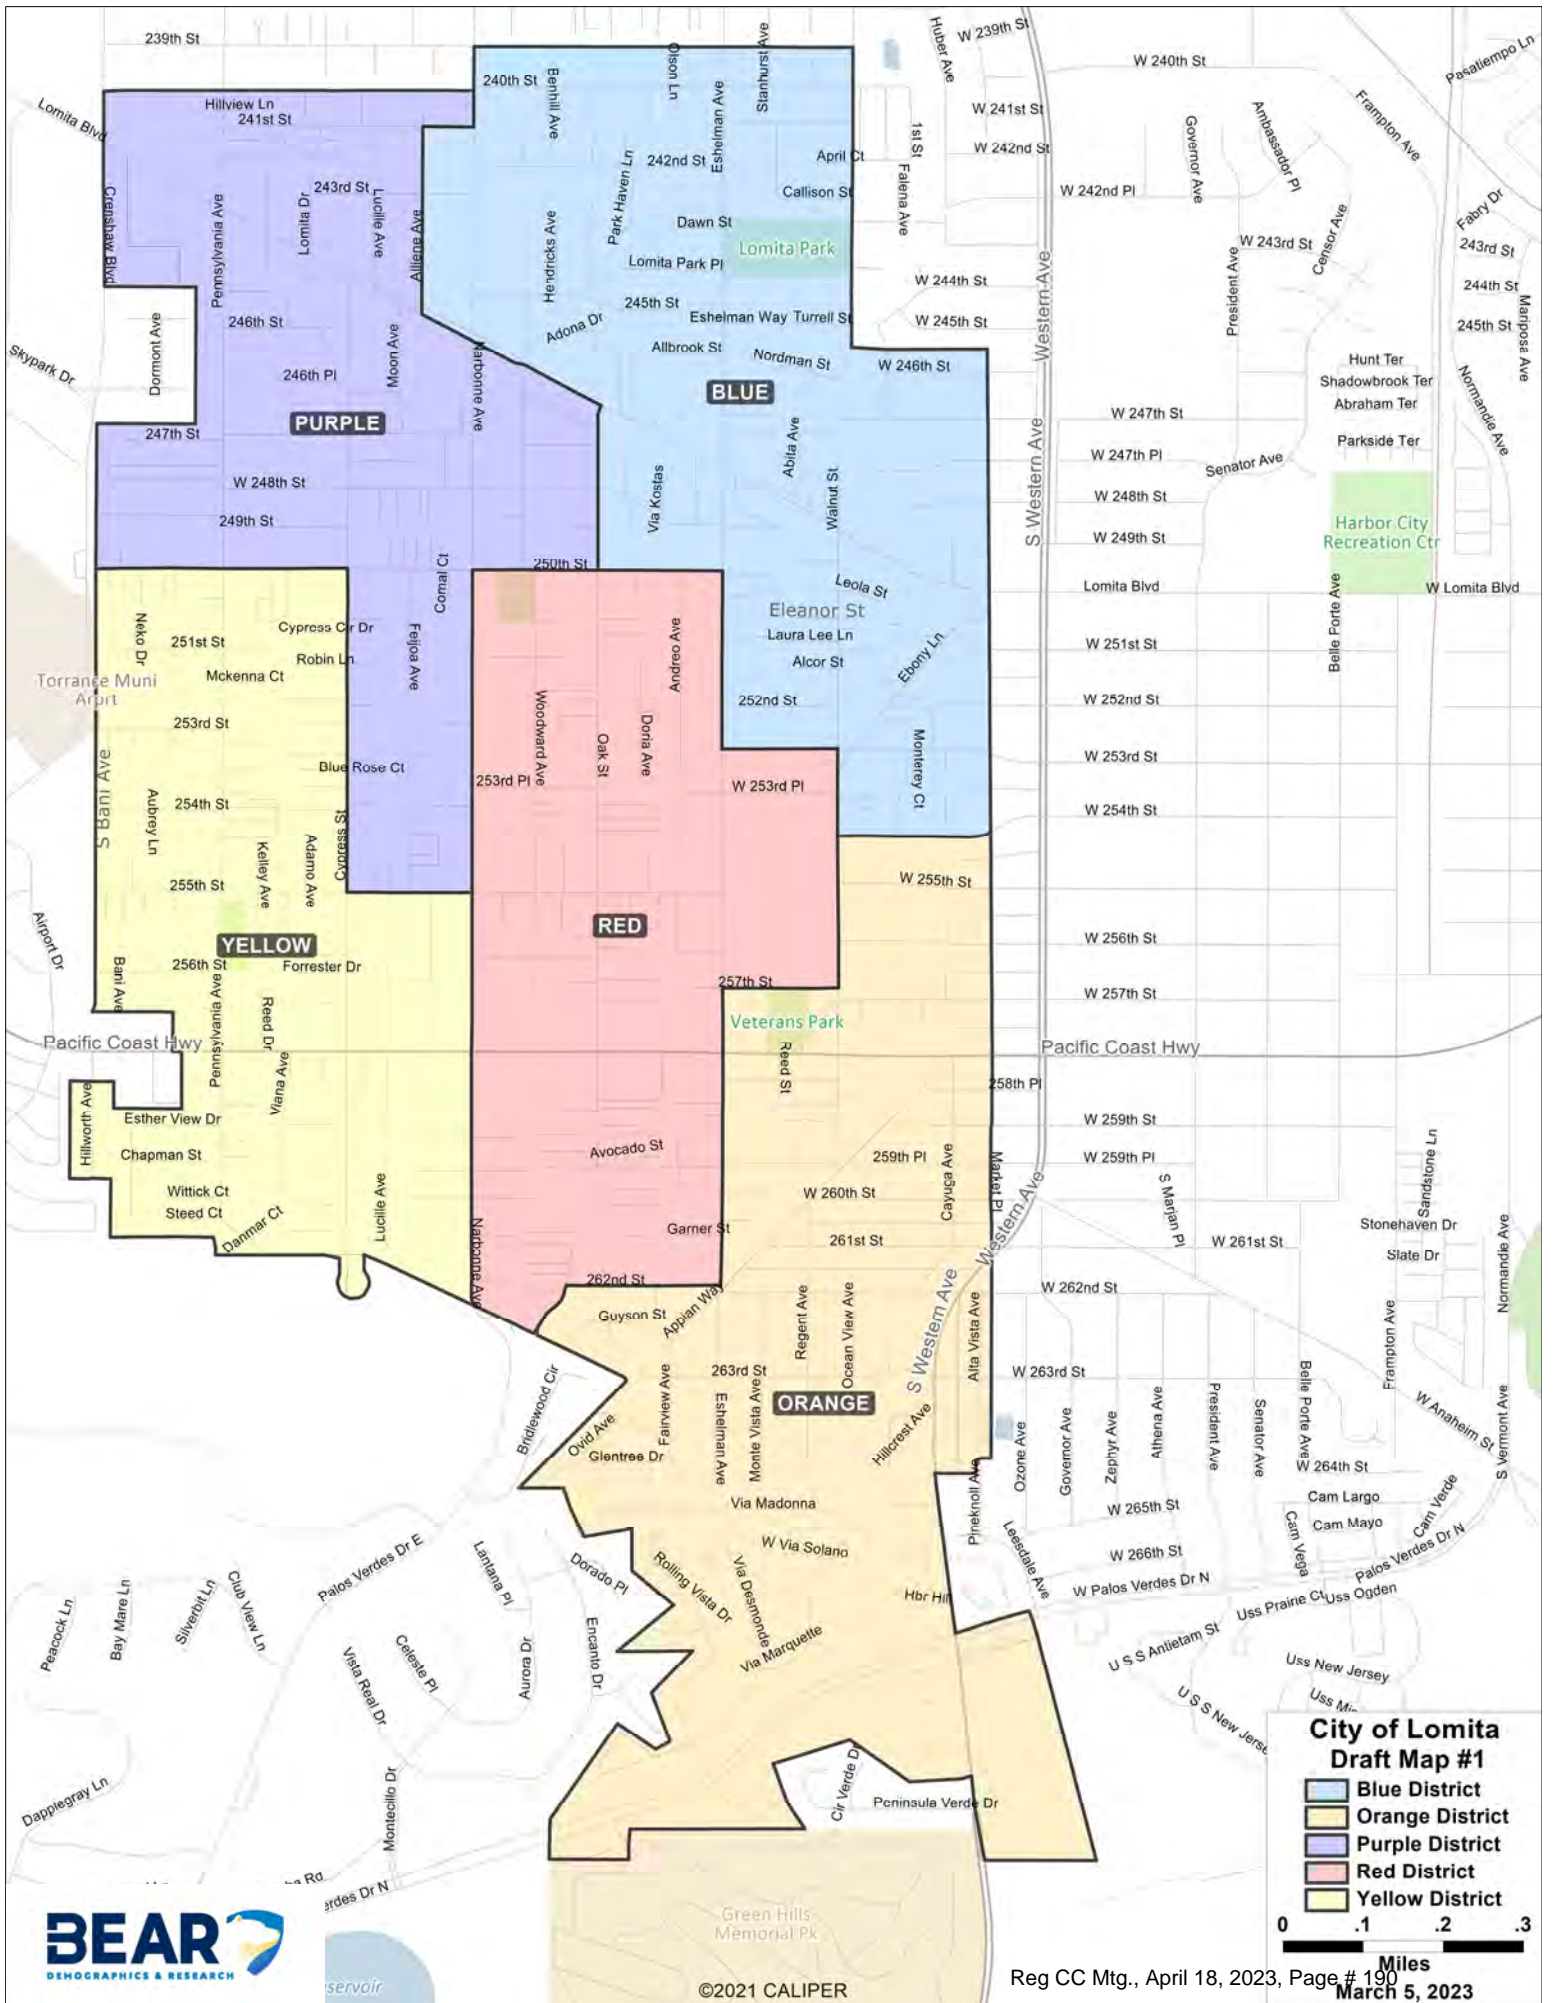 239th St
Huber Ave
W 239th St
W 240th St
Pasatiempo Ln
240th St
Benhill Ave
Olson Ln
Eshelman Ave
Stanhurst Ave
Frampton Ave
Lomita Blvd
Hillview Ln
241st St
W 241st St
W 242nd St
1st St
Falena Ave
April Ct
242nd St
Callison St
Park Haven Ln
Governor Ave
Ambassador Pl
W 242nd Pl
Fabry Dr
243rd St
244th St
245th St
Mariposa Ave
Crenshaw Blvd
Pennsylvania Ave
Lomita Dr
243rd St
Lucille Ave
Alliene Ave
Hendricks Ave
Dawn St
Lomita Park
Lomita Park Pl
W 243rd St
Censor Ave
President Ave
W 244th St
W 245th St
S Western Ave
Western Ave
245th St
Eshelman Way
Turrell St
Adona Dr
Allbrook St
Nordman St
W 246th St
246th St
Dormont Ave
Moon Ave
Narbonne Ave
246th Pl
Skypark Dr
BLUE
PURPLE
Hunt Ter
Shadowbrook Ter
Abraham Ter
Parkside Ter
Normandie Ave
W 247th St
W 247th Pl
Senator Ave
W 248th St
S Western Ave
247th St
W 248th St
249th St
Via Kostas
Abita Ave
Walnut St
Harbor City
Recreation Ctr
W 249th St
Lomita Blvd
W Lomita Blvd
Belle Porte Ave
250th St
Comal Ct
Leola St
Eleanor St
Laura Lee Ln
Alcor St
Ebony Ln
252nd St
Monterey Ct
W 251st St
W 252nd St
W 253rd St
W 254th St
Neko Dr
251st St
Cypress Cir Dr
Robin Ln
Mckenna Ct
Feijoa Ave
Torrance Muni
Arprt
253rd St
Blue Rose Ct
S Bani Ave
Aubrey Ln
254th St
Kelley Ave
Adamo Ave
Cypress St
255th St
Andreo Ave
Woodward Ave
Oak St
Doria Ave
253rd Pl
W 253rd Pl
W 255th St
RED
YELLOW
W 256th St
W 257th St
Airport Dr
Bani Ave
256th St
Forrester Dr
Pennsylvania Ave
Reed Dr
Viana Ave
257th St
Veterans Park
Reed St
Pacific Coast Hwy
Pacific Coast Hwy
258th Pl
Hillworth Ave
Esther View Dr
Chapman St
Wittick Ct
Steed Ct
Danmar Ct
Lucille Ave
Narbonne Ave
Avocado St
Garner St
262nd St
259th Pl
W 260th St
261st St
Cayuga Ave
Market Pl
Western Ave
W 259th St
W 259th Pl
S Marjan Pl
W 261st St
W 262nd St
Sandstone Ln
Stonehaven Dr
Slate Dr
Normandie Ave
Guyson St
Appian Way
Regent Ave
Ocean View Ave
S Western Ave
Alta Vista Ave
Frampton Ave
263rd St
W 263rd St
ORANGE
Bridlewood Cir
Ovid Ave
Fairview Ave
Glentree Dr
Eshelman Ave
Monte Vista Ave
Hillcrest Ave
Ozone Ave
Governor Ave
Zephyr Ave
Athena Ave
President Ave
Senator Ave
Belle Porte Ave
W Anaheim St
S Vermont Ave
W 264th St
Cam Largo
Cam Mayo
Cam Verde
Cam Vega
Pineknoll Ave
Via Madonna
W 265th St
W Via Solano
W 266th St
Leesdale Ave
Palos Verdes Dr N
W Palos Verdes Dr N
Uss Prairie Ct
Uss Ogden
Palos Verdes Dr E
Lantana Pl
Dorado Pl
Rolling Vista Dr
Via Desmonde
Via Marquette
Hbr Hill
U S S Antietam St
Uss New Jersey
Peacock Ln
Bay Mare Ln
Silverbit Ln
Club View Ln
Vista Real Dr
Celeste Pl
Aurora Dr
Encanto Dr
Dapplegray Ln
Montecillo Dr
Cir Verde D
Peninsula Verde Dr
Green Hills
Memorial Pk
City of Lomita
Draft Map #1
Blue District
Orange District
Purple District
Red District
Yellow District
0 .1 .2 .3
Miles
March 5, 2023
BEAR
DEMOGRAPHICS & RESEARCH
©2021 CALIPER
Reg CC Mtg., April 18, 2023, Page # 190